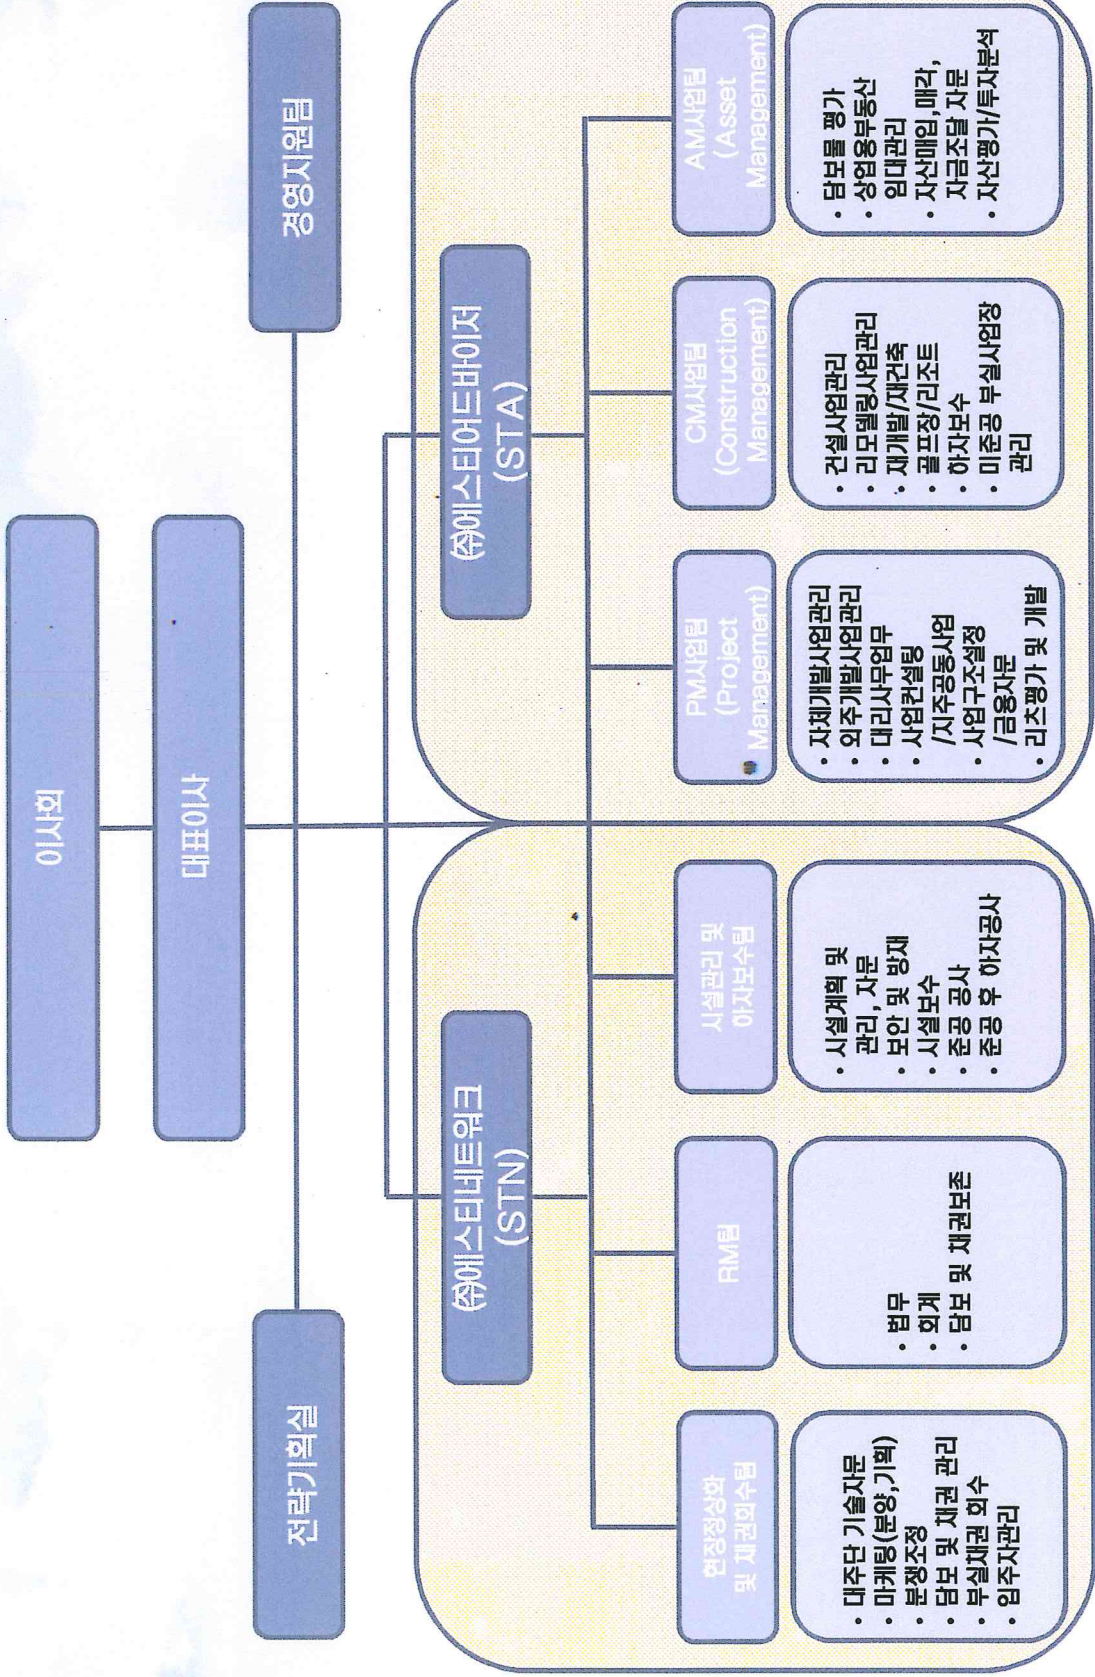 이사회
대표이사
전략기획실
경영지원팀
㈜에스티네트워크
(STN)
㈜에스티어드바이저
(STA)
현장정상화
및 채권회수팀
• 대주단 기술자문
• 마케팅(분양,기획)
• 분쟁조정
• 담보 및 채권 관리
• 부실채권 회수
• 입주자관리
RM팀
• 법무
• 회계
• 담보 및 채권보존
시설관리 및
하자보수팀
• 시설계획 및
관리, 자문
• 보안 및 방재
• 시설보수
• 준공 공사
• 준공 후 하자공사
PM사업팀
(Project
Management)
• 자체개발사업관리
• 외주개발사업관리
• 대리사무업무
• 사업컨설팅
/지주공동사업
• 사업구조설정
/금융자문
• 리츠평가 및 개발
CM사업팀
(Construction
Management)
• 건설사업관리
• 리모델링사업관리
• 재개발/재건축
• 골프장/리조트
• 하자보수
• 미준공 부실사업장
관리
AM사업팀
(Asset
Management)
• 담보물 평가
• 상업용부동산
임대관리
• 자산매입,매각,
자금조달 자문
• 자산평가/투자분석